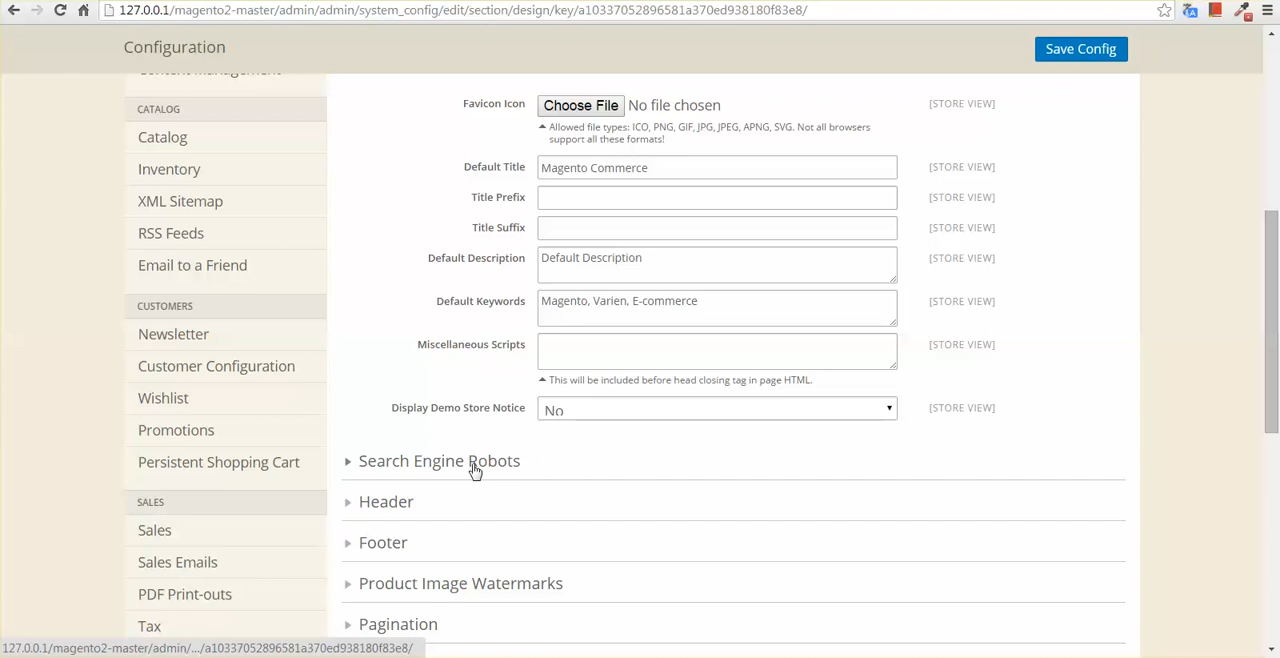 127.0.0.1/magento2-master/admin/admin/system_config/edit/section/design/key/a10337052896581a370ed938180f83e8/
Configuration
Save Config
Content Management
CATALOG
Catalog
Inventory
XML Sitemap
RSS Feeds
Email to a Friend
CUSTOMERS
Newsletter
Customer Configuration
Wishlist
Promotions
Persistent Shopping Cart
SALES
Sales
Sales Emails
PDF Print-outs
Tax
Favicon Icon Choose File No file chosen [STORE VIEW]
Allowed file types: ICO, PNG, GIF, JPG, JPEG, APNG, SVG. Not all browsers
support all these formats!
Default Title Magento Commerce [STORE VIEW]
Title Prefix [STORE VIEW]
Title Suffix [STORE VIEW]
Default Description Default Description [STORE VIEW]
Default Keywords Magento, Varien, E-commerce [STORE VIEW]
Miscellaneous Scripts [STORE VIEW]
This will be included before head closing tag in page HTML.
Display Demo Store Notice No [STORE VIEW]
Search Engine Robots
Header
Footer
Product Image Watermarks
Pagination
127.0.0.1/magento2-master/admin/.../a10337052896581a370ed938180f83e8/